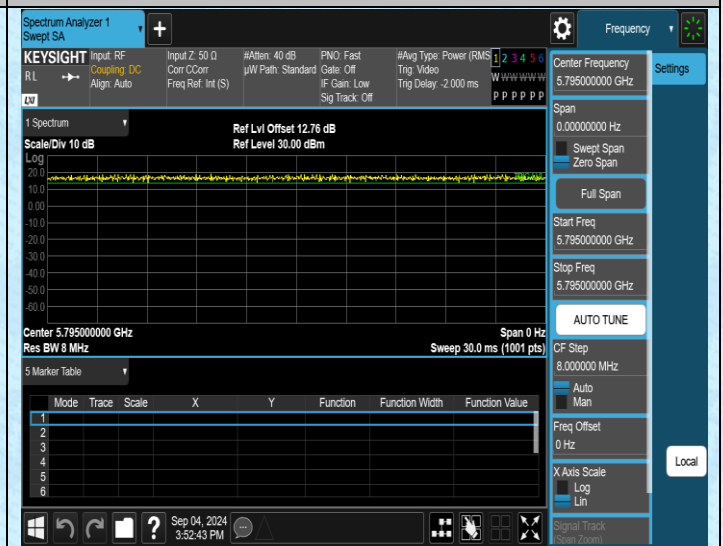 Spectrum Analyzer 1
Swept SA
+
Frequency
KEYSIGHT
RL
LXI
Input: RF
Coupling: DC
Align: Auto
Input Z: 50 Ω
Corr CCorr
Freq Ref: Int (S)
#Atten: 40 dB
µW Path: Standard
PNO: Fast
Gate: Off
IF Gain: Low
Sig Track: Off
#Avg Type: Power (RMS
Trig: Video
Trig Delay: -2.000 ms
1 2 3 4 5 6
W W W W W W
P P P P P P
Settings
1 Spectrum
Scale/Div 10 dB
Ref Lvl Offset 12.76 dB
Ref Level 30.00 dBm
Log
20.0
10.0
0.00
-10.0
-20.0
-30.0
-40.0
-50.0
-60.0
Center 5.795000000 GHz
Res BW 8 MHz
Span 0 Hz
Sweep 30.0 ms (1001 pts)
5 Marker Table
Mode Trace Scale X Y Function Function Width Function Value
1
2
3
4
5
6
Center Frequency
5.795000000 GHz
Span
0.00000000 Hz
Swept Span
Zero Span
Full Span
Start Freq
5.795000000 GHz
Stop Freq
5.795000000 GHz
AUTO TUNE
CF Step
8.000000 MHz
Auto
Man
Freq Offset
0 Hz
X Axis Scale
Log
Lin
Signal Track
(Span Zoom)
Local
?
Sep 04, 2024
3:52:43 PM